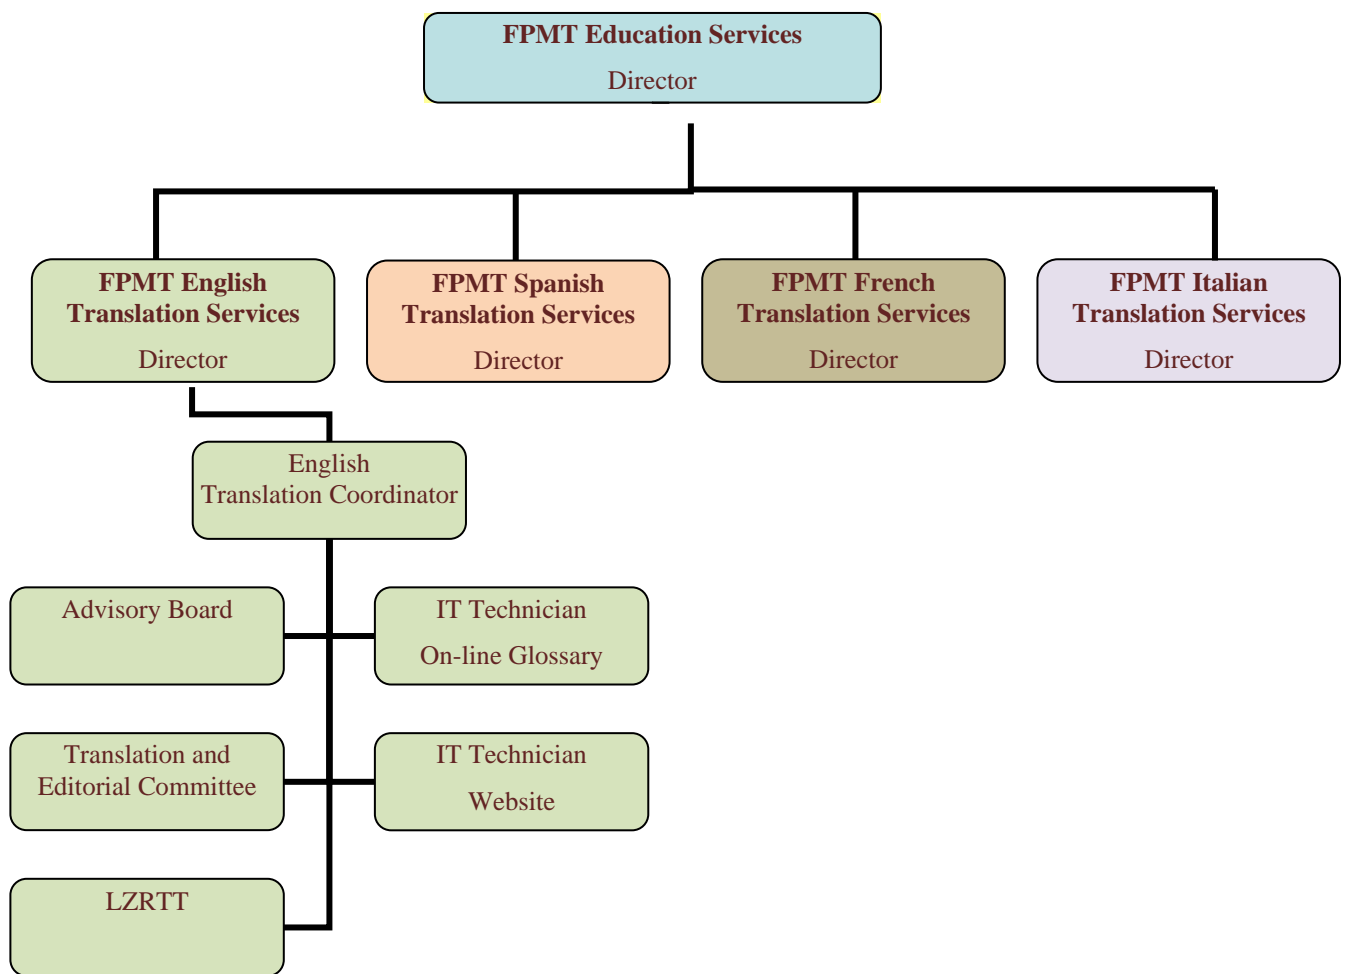 FPMT Education Services
Director
FPMT English
Translation Services
Director
FPMT Spanish
Translation Services
Director
FPMT French
Translation Services
Director
FPMT Italian
Translation Services
Director
English
Translation Coordinator
Advisory Board
IT Technician
On-line Glossary
Translation and
Editorial Committee
IT Technician
Website
LZRTT